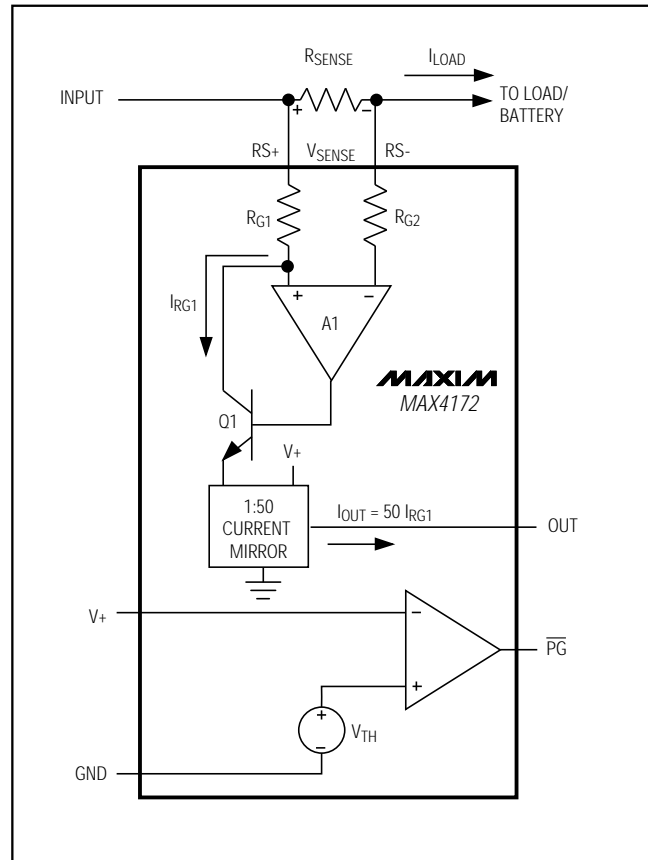 RSENSE
ILOAD
INPUT
+
-
TO LOAD/
BATTERY
RS+
VSENSE
RS-
RG1
RG2
IRG1
+
-
A1
MAXIM
MAX4172
Q1
V+
1:50
CURRENT
MIRROR
IOUT = 50 IRG1
OUT
V+
-
+
PG
+
-
VTH
GND